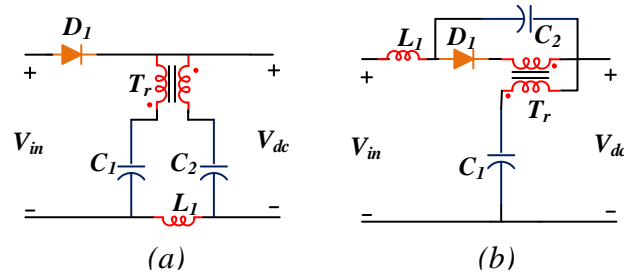 D1
+
+
Tr
Vin
C1
C2
Vdc
L1
−
−
(a)
C2
L1
D1
+
+
Tr
Vin
C1
Vdc
−
−
(b)